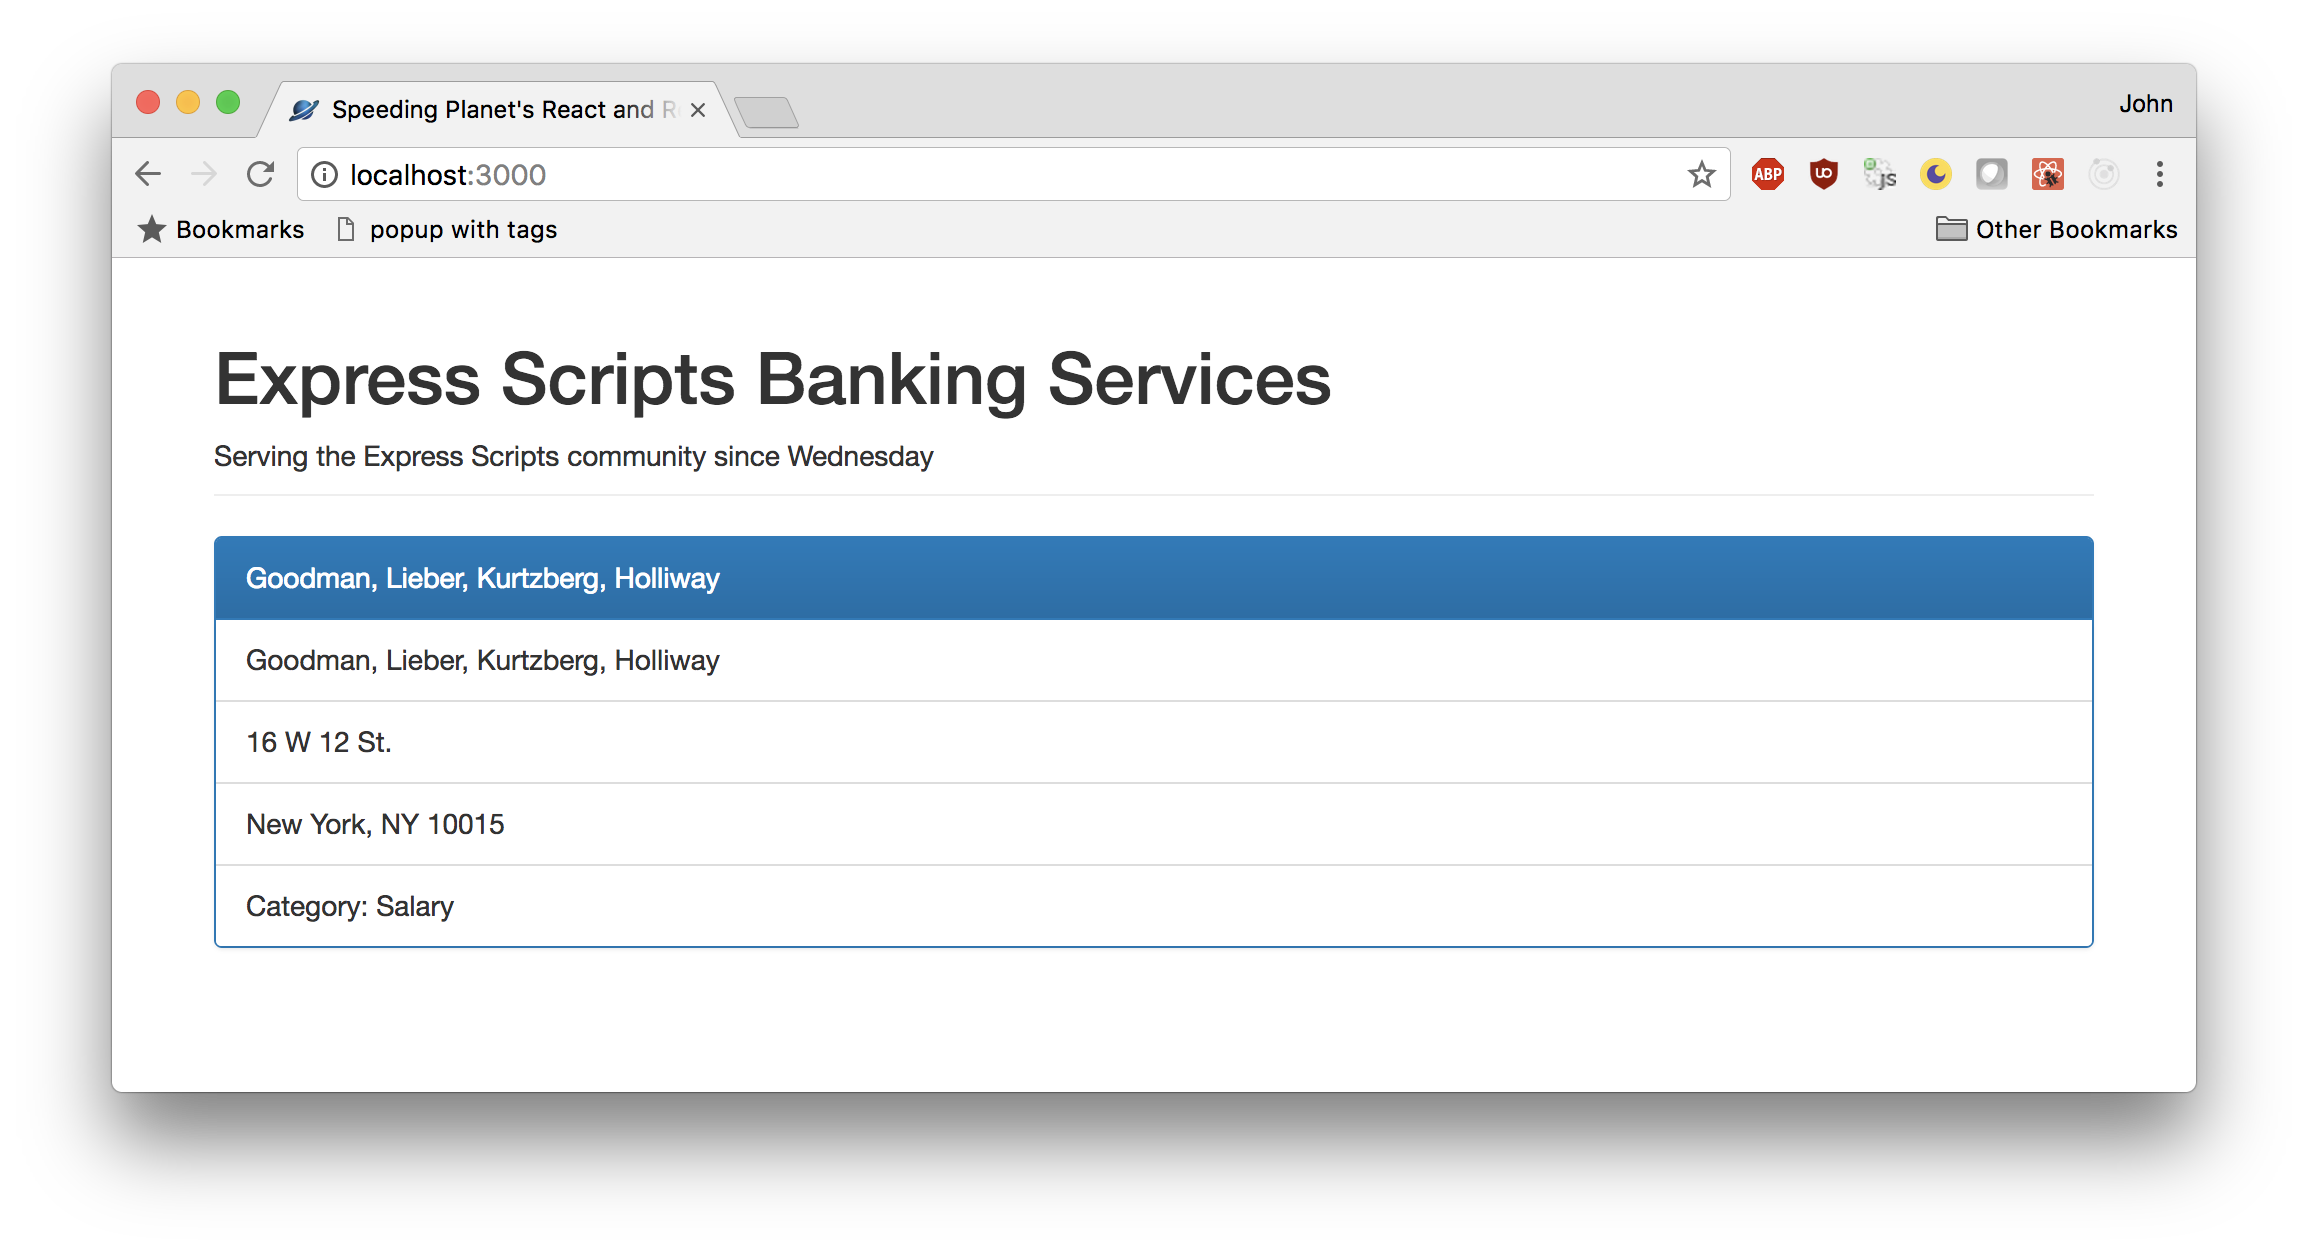 Speeding Planet's React and R
John
localhost:3000
ABP
JS
Bookmarks
popup with tags
Other Bookmarks
Express Scripts Banking Services
Serving the Express Scripts community since Wednesday
Goodman, Lieber, Kurtzberg, Holliway
Goodman, Lieber, Kurtzberg, Holliway
16 W 12 St.
New York, NY 10015
Category: Salary